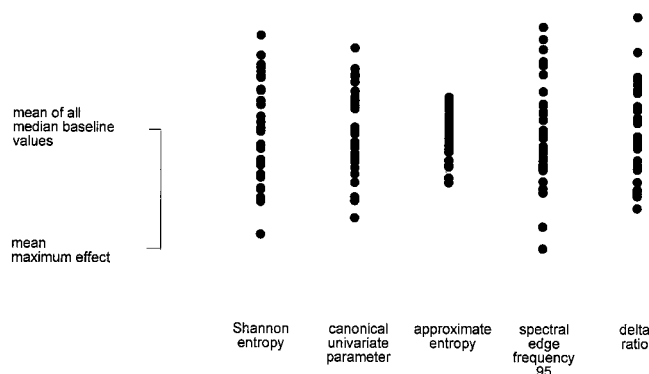 mean of all
median baseline
values
mean
maximum effect
Shannon
entropy
canonical
univariate
parameter
approximate
entropy
spectral
edge
frequency
95
delta
ratio